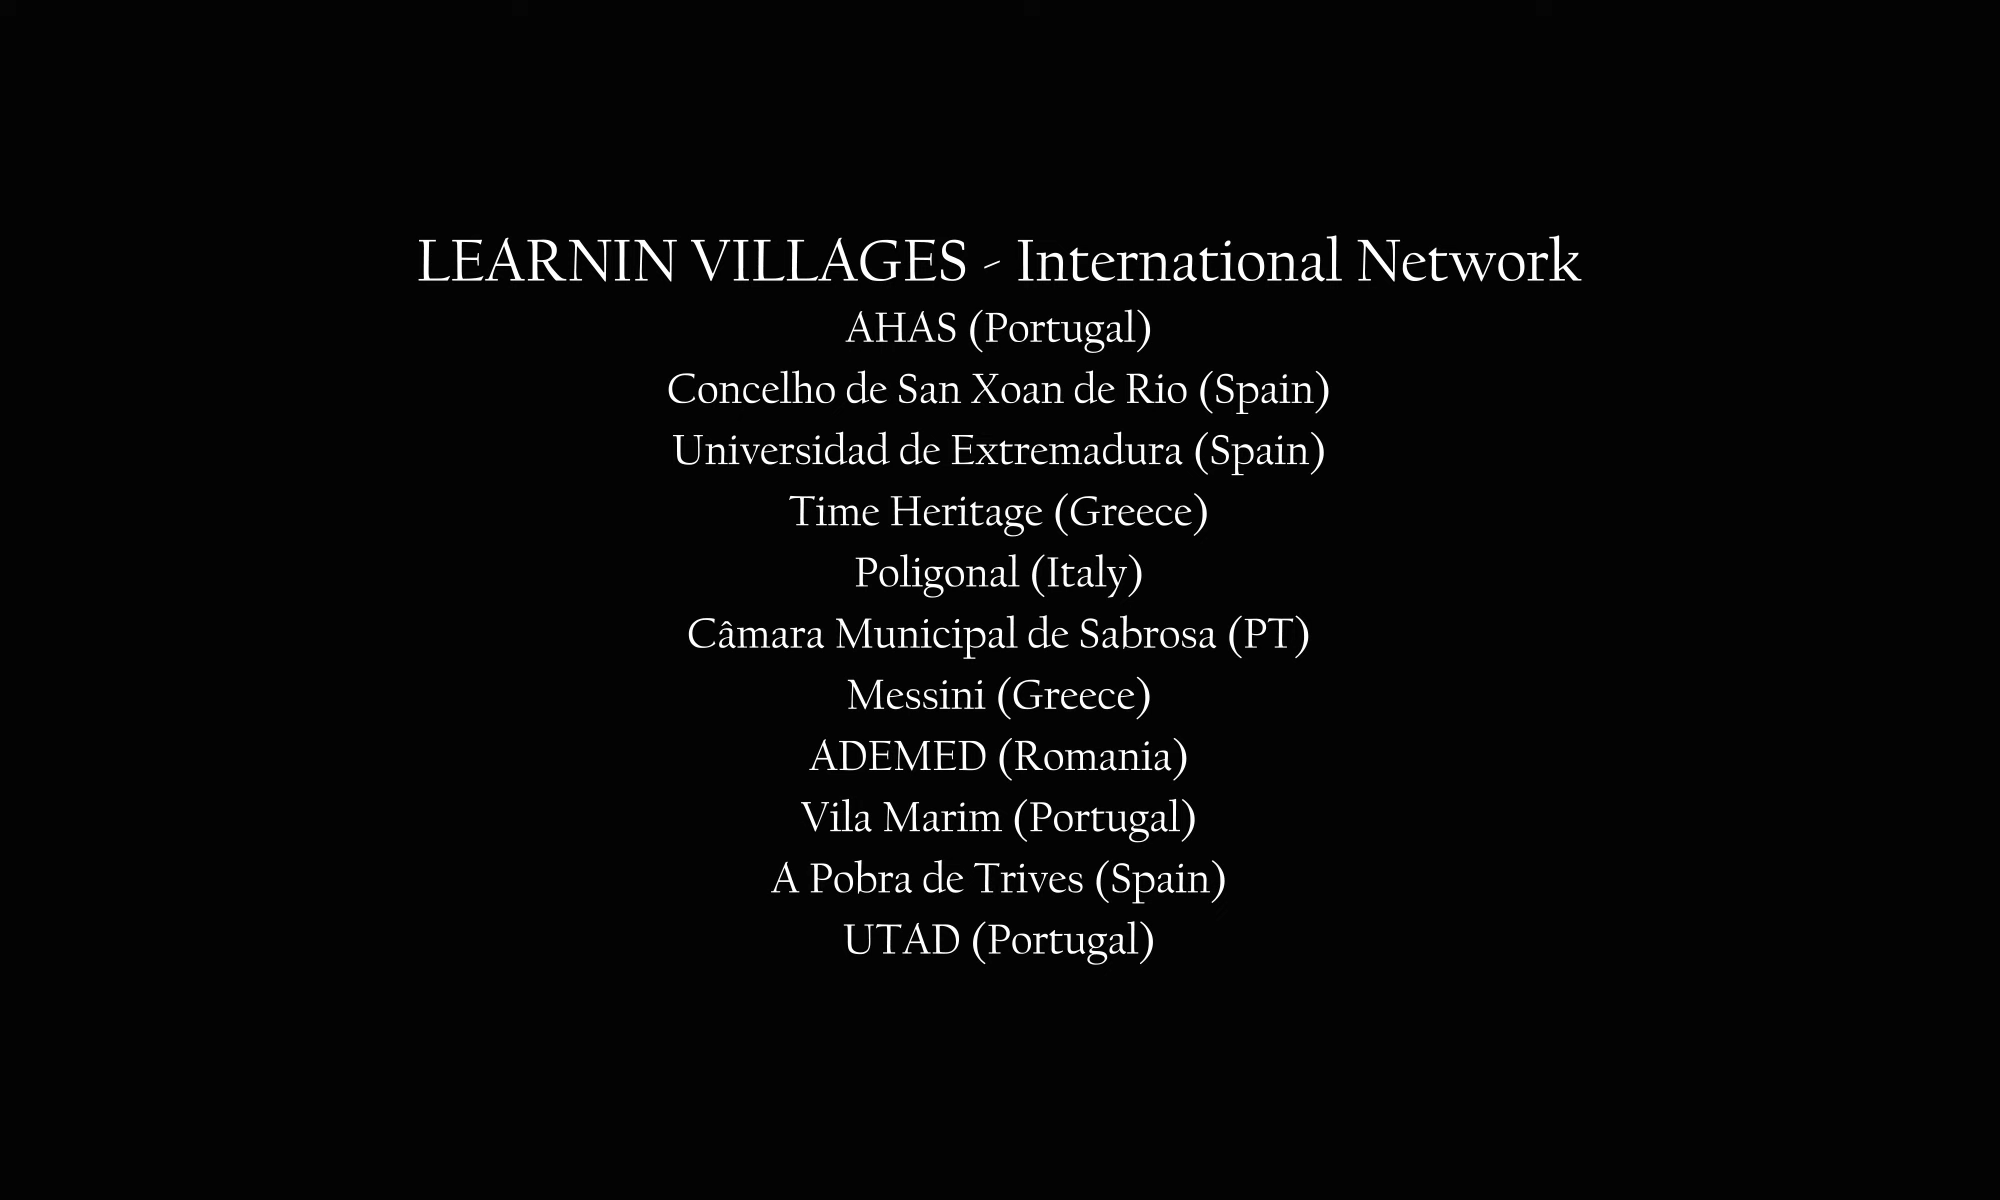 LEARNIN VILLAGES - International Network
AHAS (Portugal)
Concelho de San Xoan de Rio (Spain)
Universidad de Extremadura (Spain)
Time Heritage (Greece)
Poligonal (Italy)
Câmara Municipal de Sabrosa (PT)
Messini (Greece)
ADEMED (Romania)
Vila Marim (Portugal)
A Pobra de Trives (Spain)
UTAD (Portugal)